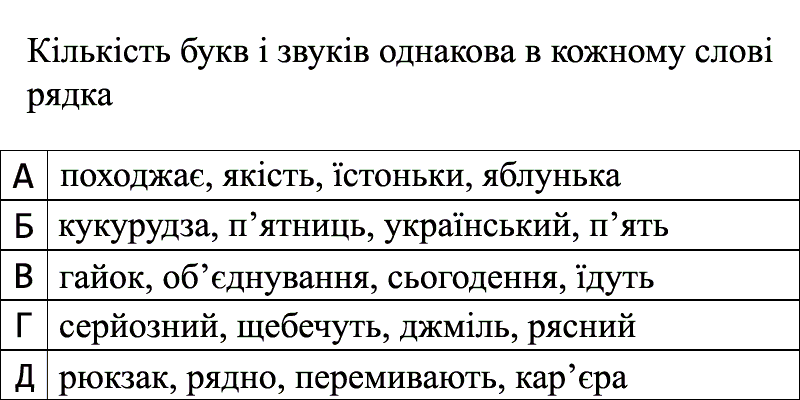 Кількість букв і звуків однакова в кожному слові
рядка
А походжає, якість, їстоньки, яблунька
Б кукурудза, п’ятниць, український, п’ять
В гайок, об’єднування, сьогодення, їдуть
Г серйозний, щебечуть, джміль, рясний
Д рюкзак, рядно, перемивають, кар’єра